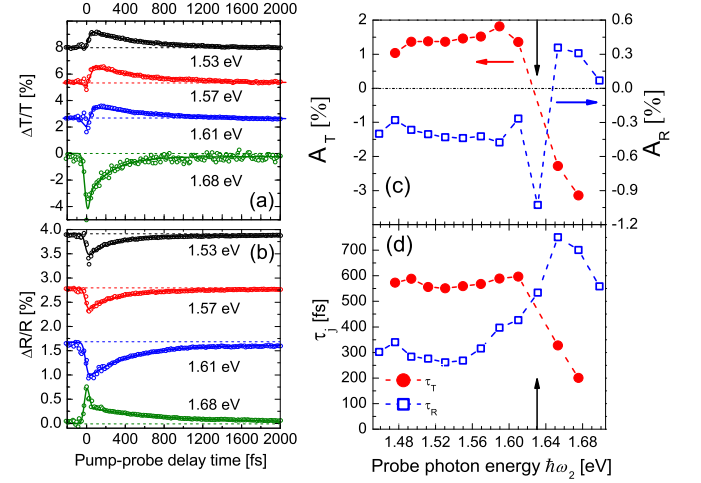 8
6
4
2
0
-2
-4
ΔT/T [%]
1.53 eV
1.57 eV
1.61 eV
1.68 eV
(a)
4.0
3.5
3.0
2.5
2.0
1.5
1.0
0.5
0.0
ΔR/R [%]
(b)
1.53 eV
1.57 eV
1.61 eV
1.68 eV
0 400 800 1200 1600 2000
0 400 800 1200 1600 2000
Pump-probe delay time [fs]
2
1
0
-1
-2
-3
A_T [%]
(c)
0.6
0.3
0.0
-0.3
-0.6
-0.9
-1.2
A_R [%]
700
600
500
400
300
200
100
0
τ_j [fs]
(d)
τ_T
τ_R
1.48 1.52 1.56 1.60 1.64 1.68
Probe photon energy ħω₂ [eV]